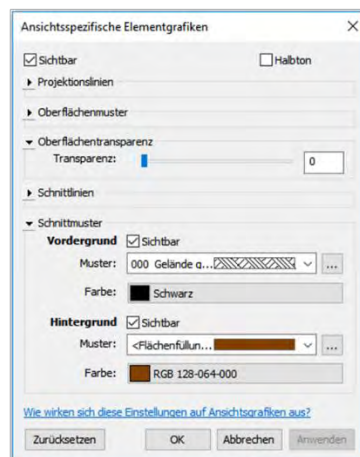 Ansichtsspezifische Elementgrafiken
Sichtbar Halbton
Projektionslinien
Oberflächenmuster
Oberflächentransparenz
Transparenz: 0
Schnittlinien
Schnittmuster
Vordergrund Sichtbar
Muster: 000 Gelände g... ...
Farbe: Schwarz
Hintergrund Sichtbar
Muster: <Flächenfüllun... ...
Farbe: RGB 128-064-000
Wie wirken sich diese Einstellungen auf Ansichtsgrafiken aus?
Zurücksetzen OK Abbrechen Anwenden